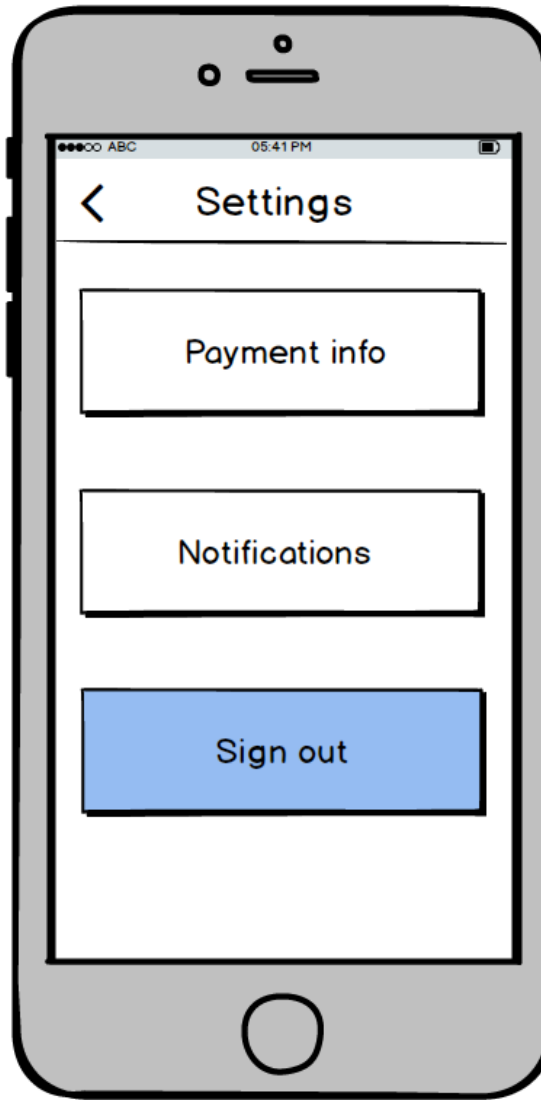 ABC 05:41 PM
Settings
Payment info
Notifications
Sign out